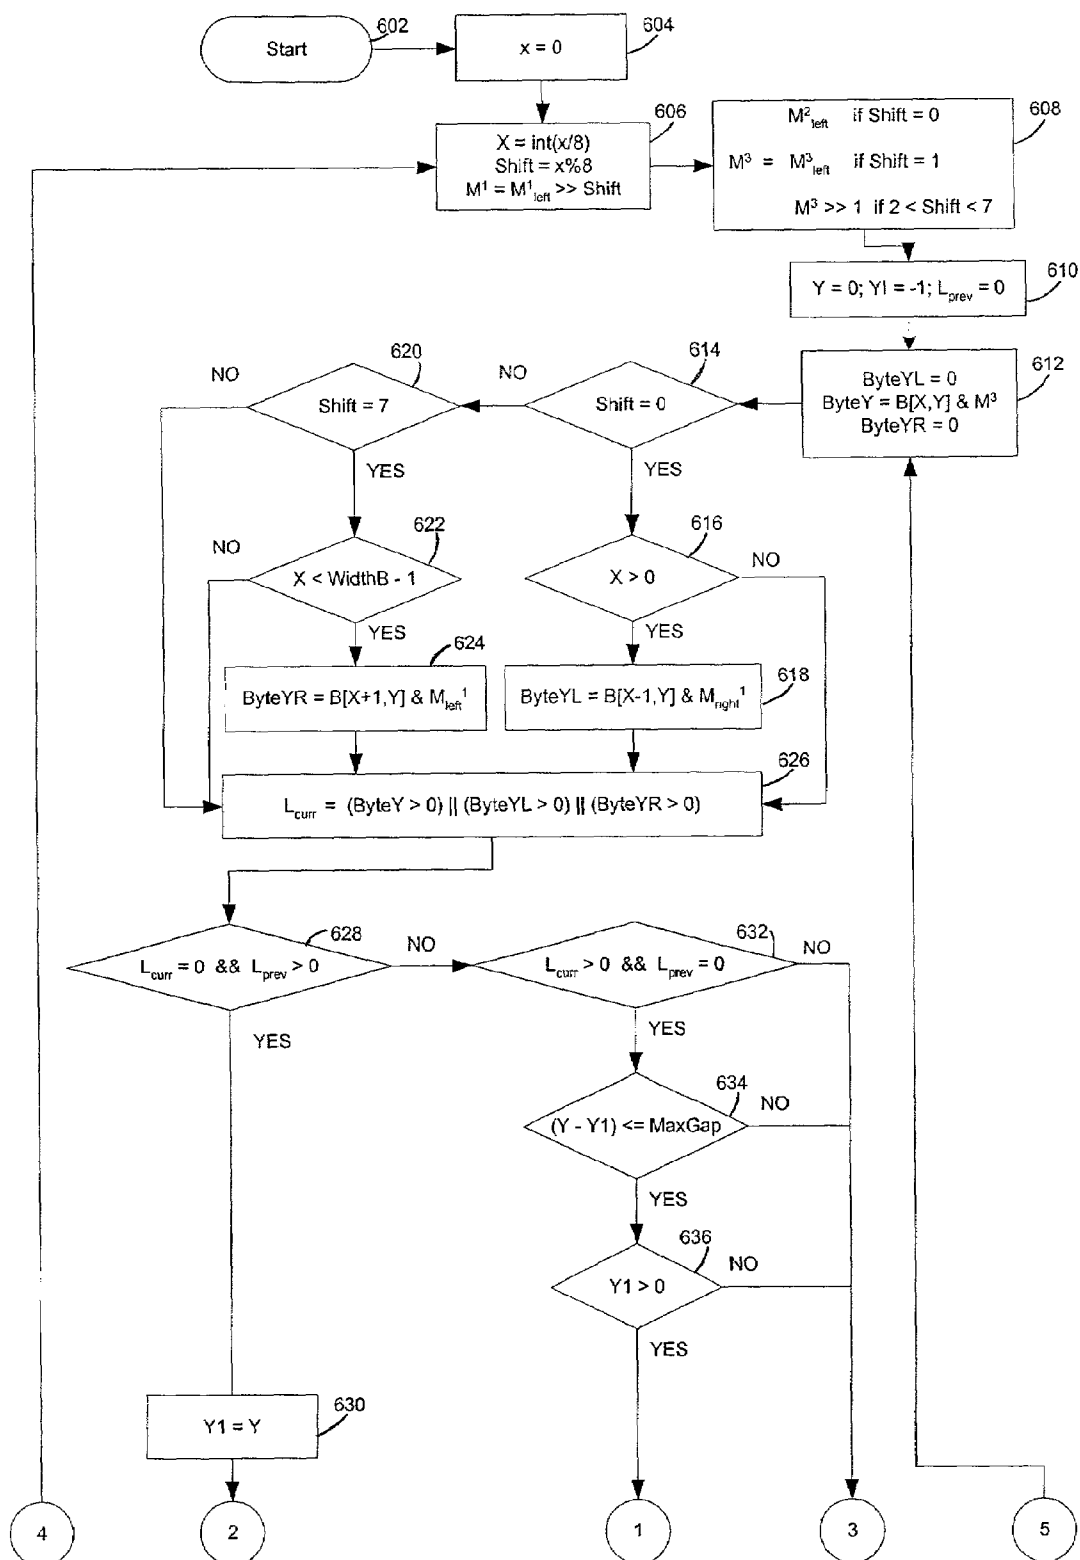 Start
602
x = 0
604
X = int(x/8)
Shift = x%8
M¹ = M¹left >> Shift
606
M²left if Shift = 0
M³ = M³left if Shift = 1
M³ >> 1 if 2 < Shift < 7
608
Y = 0; YI = -1; Lprev = 0
610
ByteYL = 0
ByteY = B[X,Y] & M³
ByteYR = 0
612
Shift = 0
614
NO
YES
Shift = 7
620
NO
YES
X < WidthB - 1
622
NO
YES
X > 0
616
NO
YES
ByteYR = B[X+1,Y] & Mleft¹
624
ByteYL = B[X-1,Y] & Mright¹
618
Lcurr = (ByteY > 0) || (ByteYL > 0) || (ByteYR > 0)
626
Lcurr = 0 && Lprev > 0
628
NO
YES
Lcurr > 0 && Lprev = 0
632
NO
YES
(Y - Y1) <= MaxGap
634
NO
YES
Y1 > 0
636
NO
YES
Y1 = Y
630
4
2
1
3
5